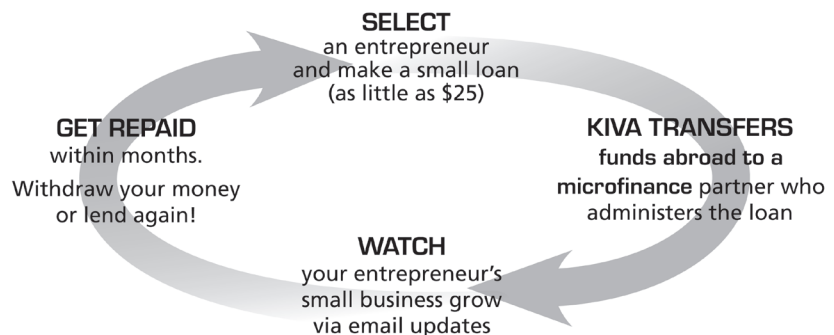 SELECT
an entrepreneur
and make a small loan
(as little as $25)
KIVA TRANSFERS
funds abroad to a
microfinance partner who
administers the loan
WATCH
your entrepreneur's
small business grow
via email updates
GET REPAID
within months.
Withdraw your money
or lend again!